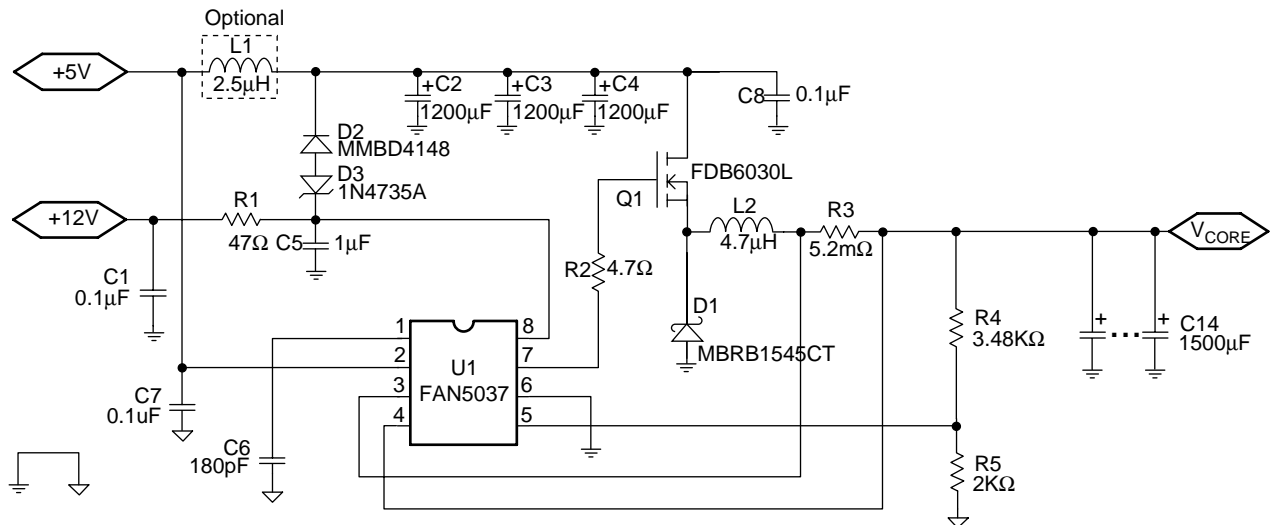 Optional
L1
2.5µH
+5V
+
C2
1200µF
+
C3
1200µF
+
C4
1200µF
C8
0.1µF
D2
MMBD4148
D3
1N4735A
FDB6030L
Q1
+12V
R1
47Ω
C5
1µF
L2
4.7µH
R3
5.2mΩ
VCORE
R2
4.7Ω
C1
0.1µF
D1
MBRB1545CT
R4
3.48KΩ
+
+
C14
1500µF
1
2
3
4
U1
FAN5037
8
7
6
5
C7
0.1uF
C6
180pF
R5
2KΩ